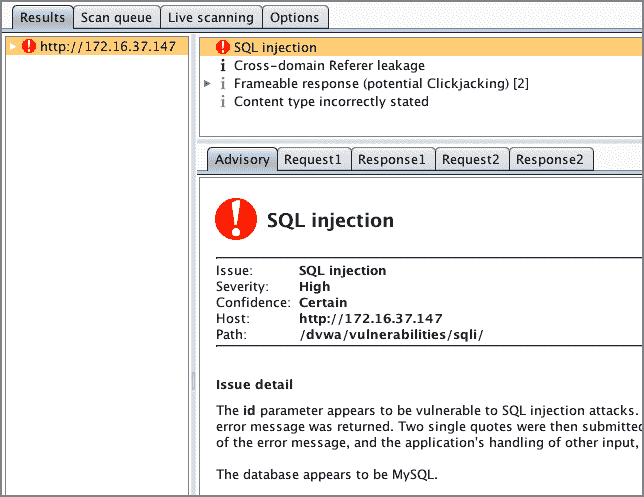 Results Scan queue Live scanning Options
http://172.16.37.147
SQL injection
Cross-domain Referer leakage
Frameable response (potential Clickjacking) [2]
Content type incorrectly stated
Advisory Request1 Response1 Request2 Response2
SQL injection
Issue: SQL injection
Severity: High
Confidence: Certain
Host: http://172.16.37.147
Path: /dvwa/vulnerabilities/sqli/
Issue detail
The id parameter appears to be vulnerable to SQL injection attacks.
error message was returned. Two single quotes were then submitted
of the error message, and the application's handling of other input,
The database appears to be MySQL.